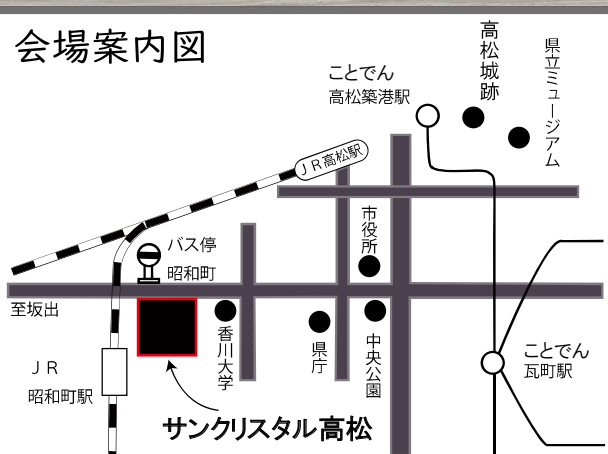 会場案内図
高松城跡
県立ミュージアム
ことでん
高松築港駅
JR高松駅
市役所
バス停
昭和町
至坂出
香川大学
県庁
中央公園
ことでん
瓦町駅
JR
昭和町駅
サンクリスタル高松